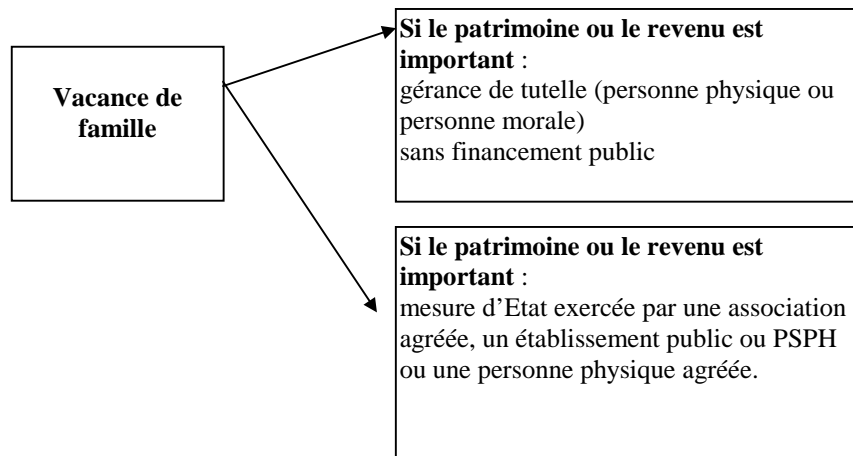 Vacance de
famille
Si le patrimoine ou le revenu est
important :
gérance de tutelle (personne physique ou
personne morale)
sans financement public
Si le patrimoine ou le revenu est
important :
mesure d'Etat exercée par une association
agréée, un établissement public ou PSPH
ou une personne physique agréée.